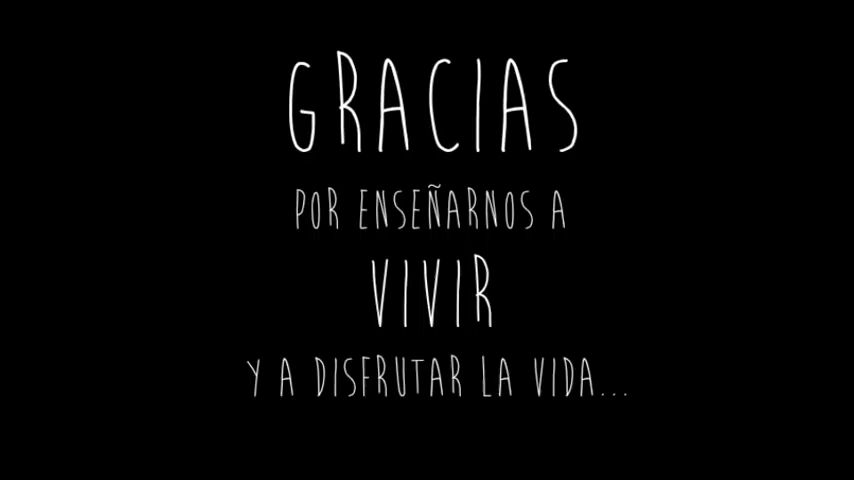 GRACIAS
POR ENSEÑARNOS A
VIVIR
Y A DISFRUTAR LA VIDA...